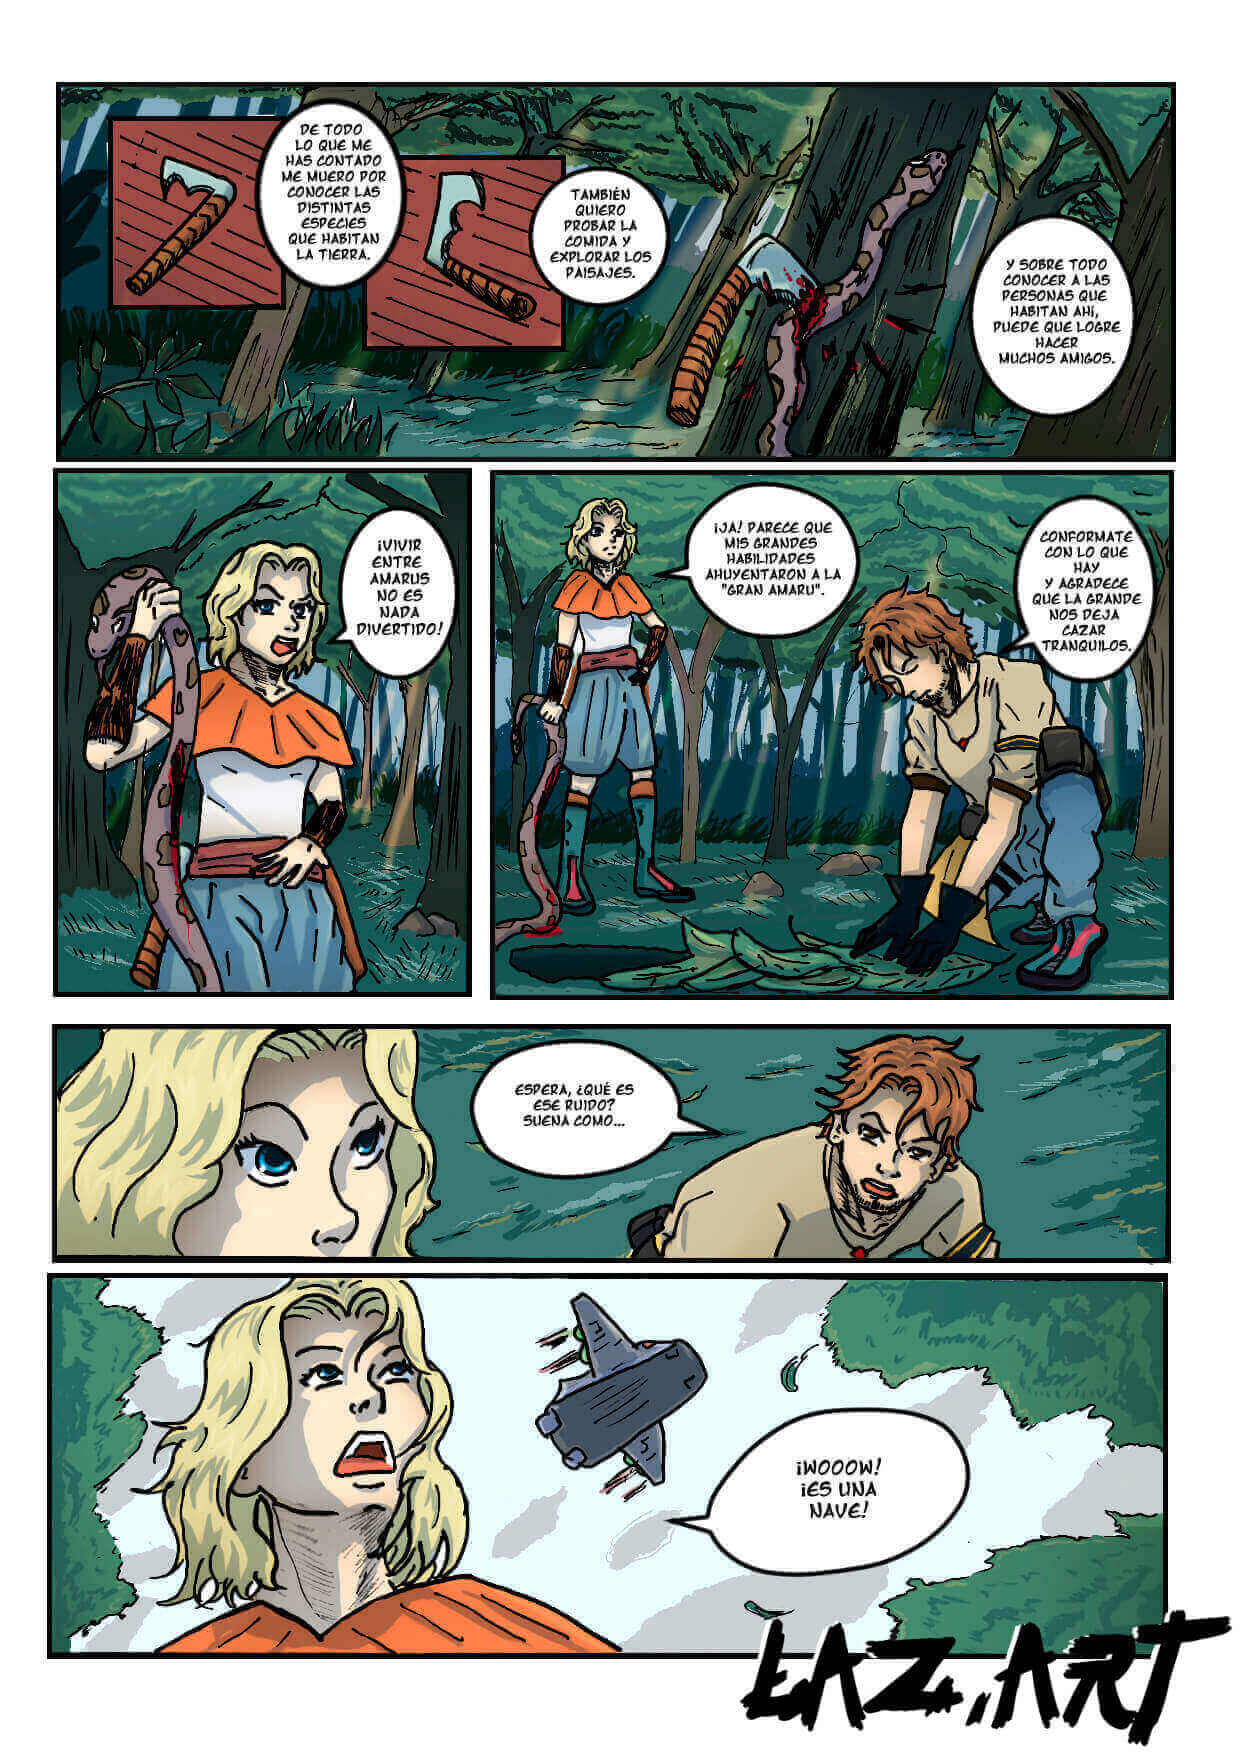 DE TODO
LO QUE ME
HAS CONTADO
ME MUERO POR
CONOCER LAS
DISTINTAS
ESPECIES
QUE HABITAN
LA TIERRA.
TAMBIÉN
QUIERO
PROBAR LA
COMIDA Y
EXPLORAR LOS
PAISAJES.
Y SOBRE TODO
CONOCER A LAS
PERSONAS QUE
HABITAN AHÍ,
PUEDE QUE LOGRE
HACER
MUCHOS AMIGOS.
¡VIVIR
ENTRE
AMARUS
NO ES
NADA
DIVERTIDO!
¡JA! PARECE QUE
MIS GRANDES
HABILIDADES
AHUYENTARON A LA
"GRAN AMARU".
CONFORMATE
CON LO QUE
HAY
Y AGRADECE
QUE LA GRANDE
NOS DEJA
CAZAR
TRANQUILOS.
ESPERA, ¿QUÉ ES
ESE RUIDO?
SUENA COMO...
¡WOOOW!
¡ES UNA
NAVE!
LAZ.ART